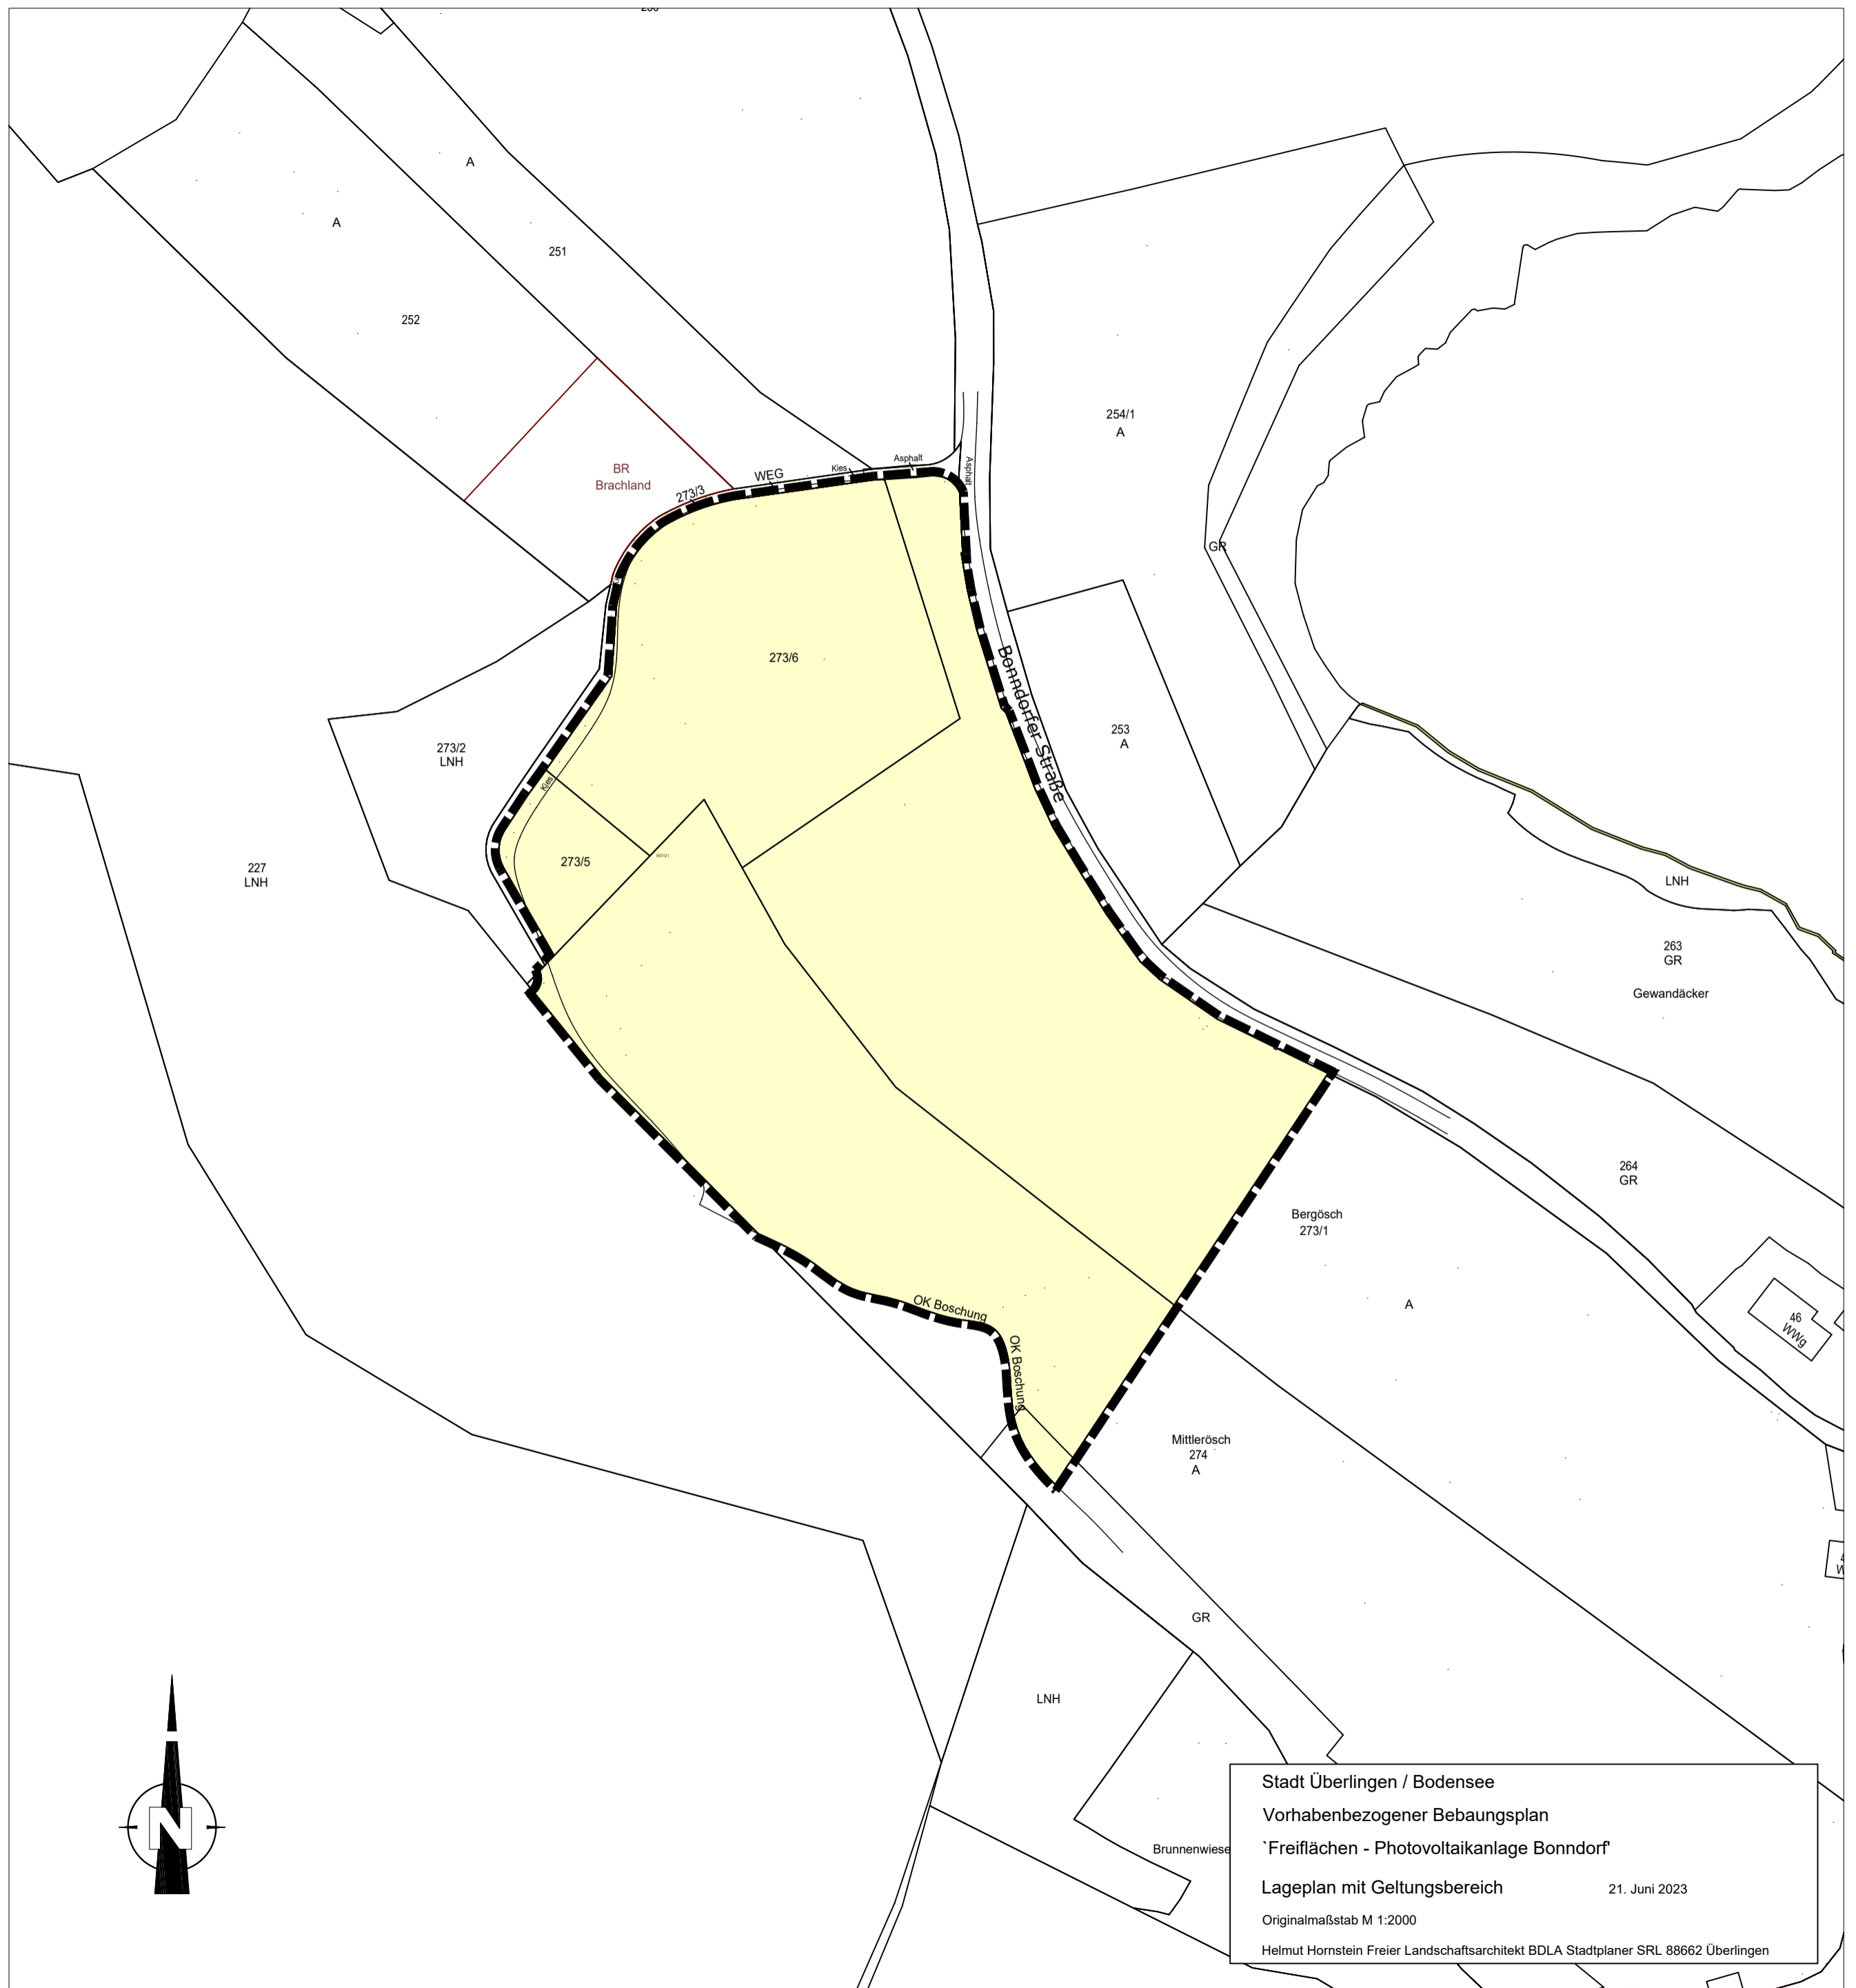 A
A
251
252
254/1
A
BR
Brachland
273/3
WEG
Kies
Asphalt
Asphalt
GR
273/6
Bonndorfer Straße
253
A
273/2
LNH
Kies
273/5
227
LNH
LNH
263
GR
Gewandäcker
264
GR
Bergösch
273/1
A
46
WWg
OK Boschung
OK Boschung
Mittlerösch
274
A
GR
LNH
Brunnenwiese
N
Stadt Überlingen / Bodensee
Vorhabenbezogener Bebaungsplan
`Freiflächen - Photovoltaikanlage Bonndorf'
Lageplan mit Geltungsbereich 21. Juni 2023
Originalmaßstab M 1:2000
Helmut Hornstein Freier Landschaftsarchitekt BDLA Stadtplaner SRL 88662 Überlingen